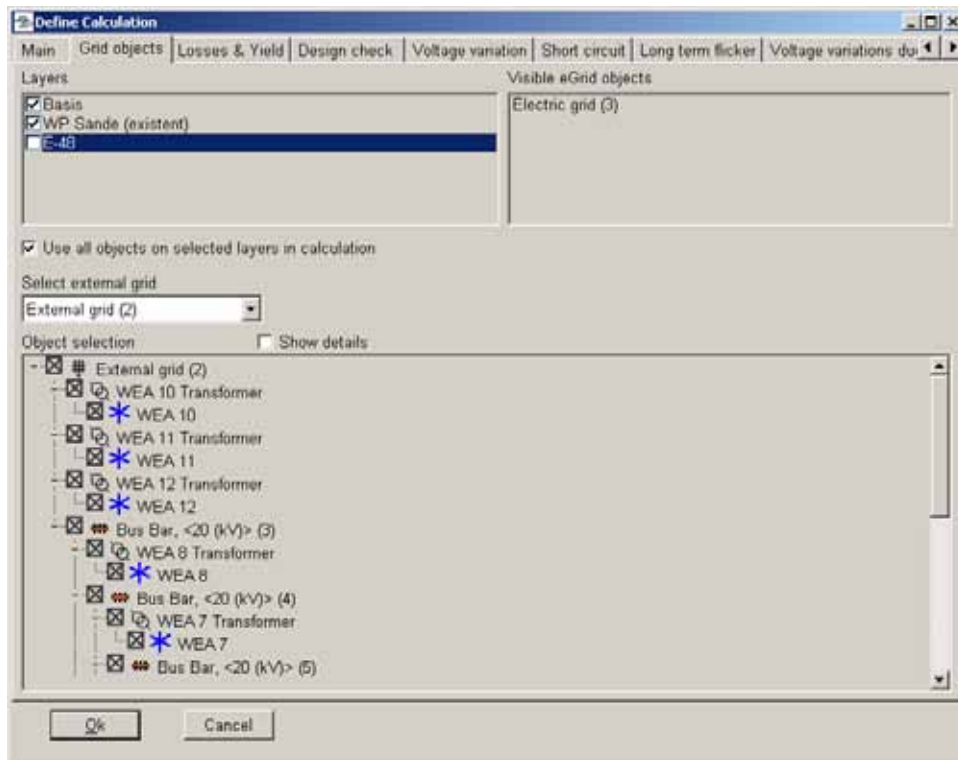 Define Calculation
Main Grid objects Losses & Yield Design check Voltage variation Short circuit Long term flicker Voltage variations du
Layers Visible eGrid objects
Basis Electric grid (3)
WP Sande (existent)
E-48
Use all objects on selected layers in calculation
Select external grid
External grid (2)
Object selection Show details
External grid (2)
WEA 10 Transformer
WEA 10
WEA 11 Transformer
WEA 11
WEA 12 Transformer
WEA 12
Bus Bar, <20 (kV)> (3)
WEA 8 Transformer
WEA 8
Bus Bar, <20 (kV)> (4)
WEA 7 Transformer
WEA 7
Bus Bar, <20 (kV)> (5)
Ok Cancel